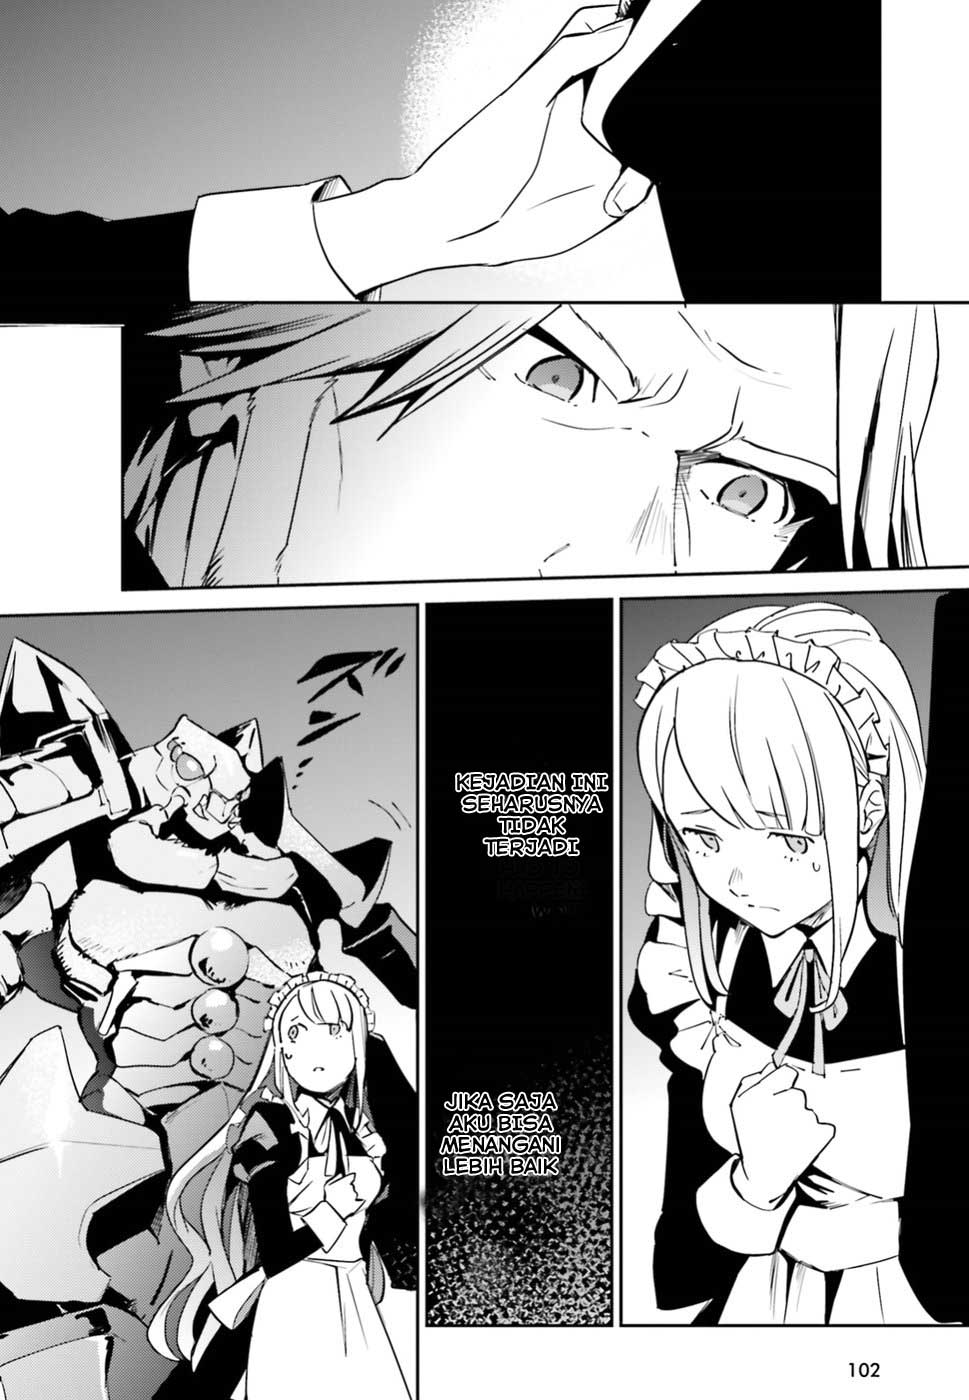 KEJADIAN INI
SEHARUSNYA
TIDAK
TERJADI
JIKA SAJA
AKU BISA
MENANGANI
LEBIH BAIK
102